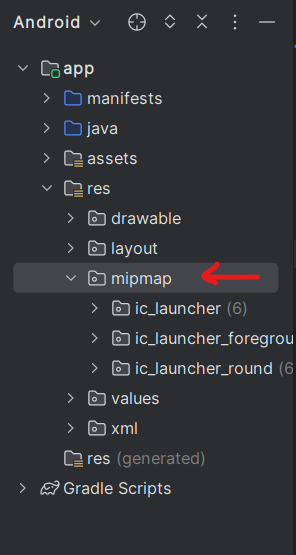 Android
app
manifests
java
assets
res
drawable
layout
mipmap
ic_launcher (6)
ic_launcher_foregrou
ic_launcher_round (6
values
xml
res (generated)
Gradle Scripts